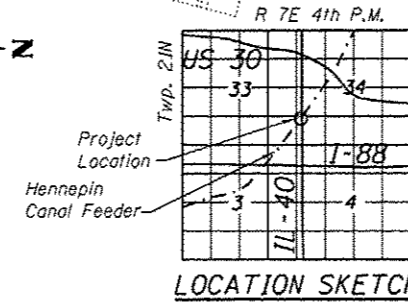 R 7E 4th P.M.
N
Twp. 21N
US 30
33
34
Project
Location
I-88
Hennepin
Canal Feeder
3
IL-40
4
LOCATION SKETCH